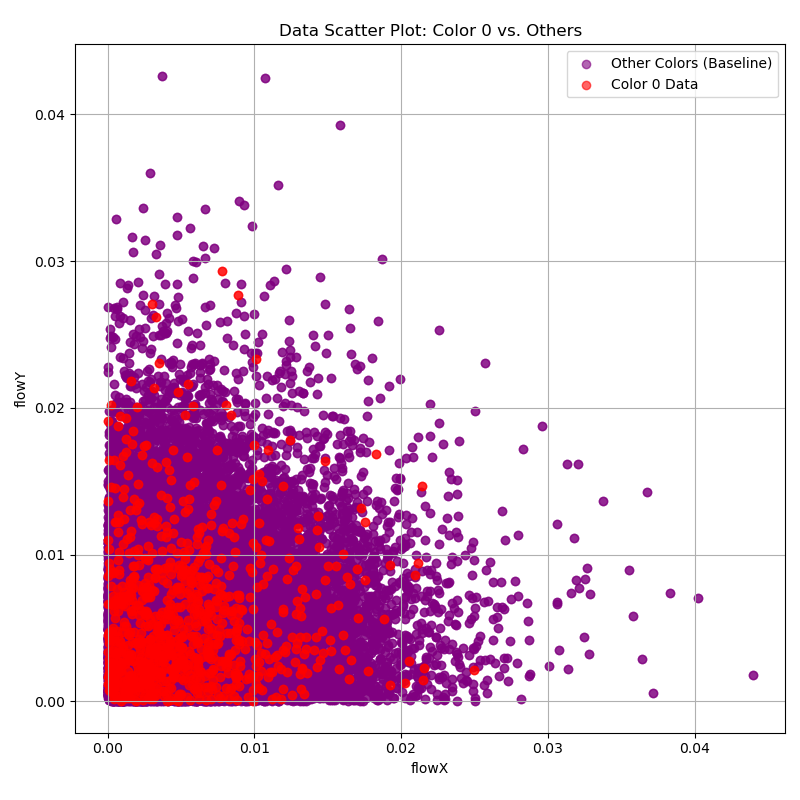 Data Scatter Plot: Color 0 vs. Others
Other Colors (Baseline)
Color 0 Data
flowY
0.04
0.03
0.02
0.01
0.00
0.00 0.01 0.02 0.03 0.04
flowX